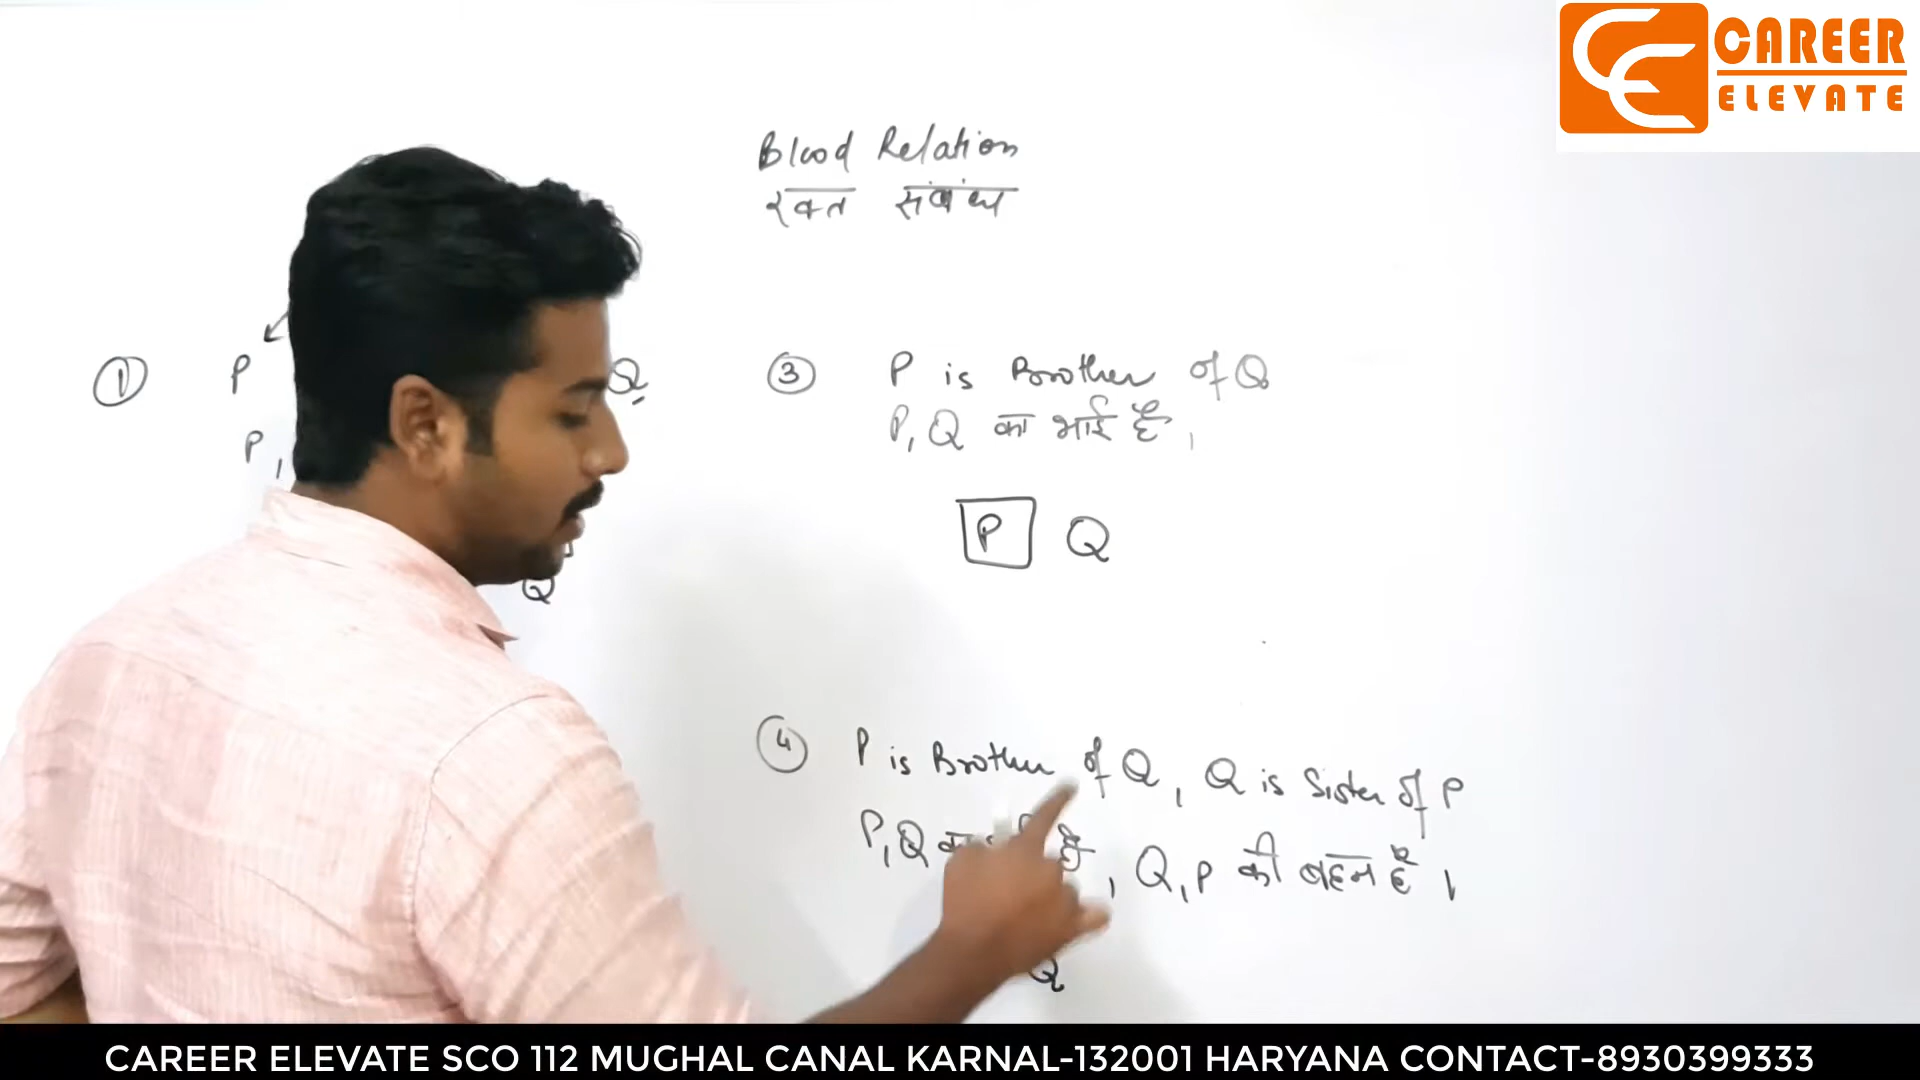 CAREER
ELEVATE
Blood Relation
रक्त संबंध
① P Q
P,
Q
③ P is Brother of Q
P, Q का भाई है,
P Q
④ P is Brother of Q, Q is Sister of P
P, Q है, Q, P की बहन है।
Q
CAREER ELEVATE SCO 112 MUGHAL CANAL KARNAL-132001 HARYANA CONTACT-8930399333